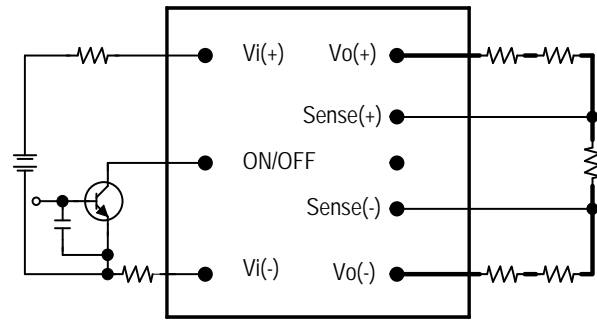 Vi(+) Vo(+)
Sense(+)
ON/OFF
Sense(-)
Vi(-) Vo(-)